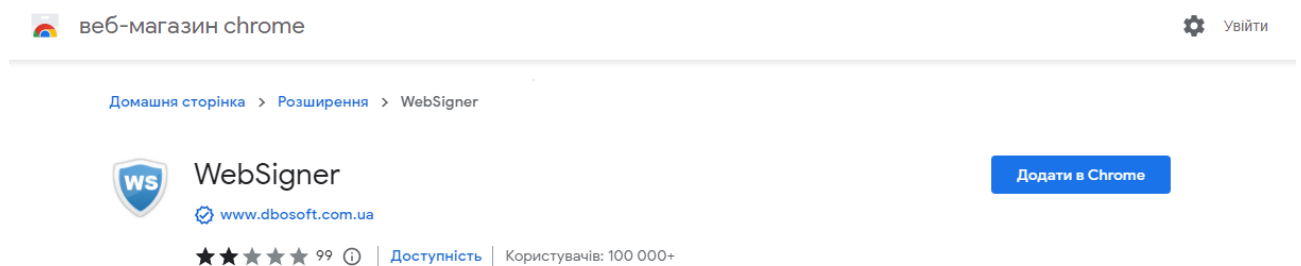 веб-магазин chrome
Увійти
Домашня сторінка > Розширення > WebSigner
WS
WebSigner
Додати в Chrome
www.dbosoft.com.ua
99 | Доступність | Користувачів: 100 000+